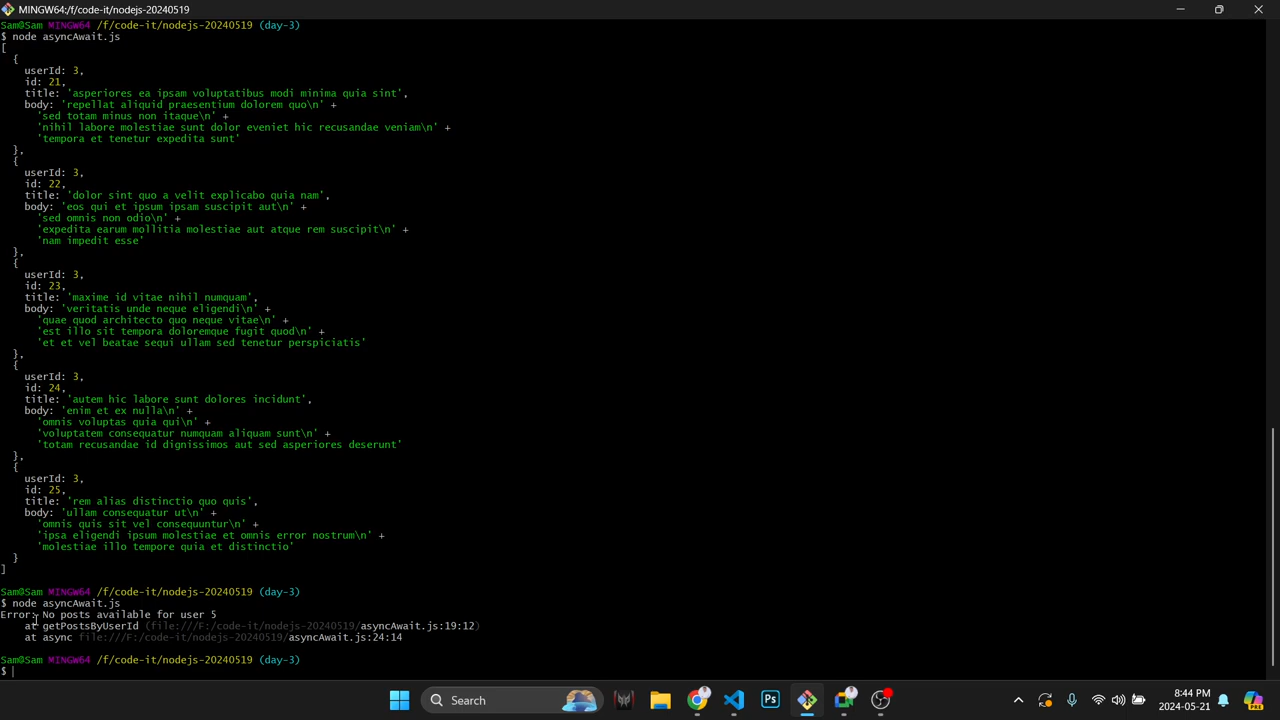 MINGW64:/f/code-it/nodejs-20240519
Sam@Sam MINGW64 /f/code-it/nodejs-20240519 (day-3)
$ node asyncAwait.js
[
  {
    userId: 3,
    id: 21,
    title: 'asperiores ea ipsam voluptatibus modi minima quia sint',
    body: 'repellat aliquid praesentium dolorem quo\n' +
      'sed totam minus non itaque\n' +
      'nihil labore molestiae sunt dolor eveniet hic recusandae veniam\n' +
      'tempora et tenetur expedita sunt'
  },
  {
    userId: 3,
    id: 22,
    title: 'dolor sint quo a velit explicabo quia nam',
    body: 'eos qui et ipsum ipsam suscipit aut\n' +
      'sed omnis non odio\n' +
      'expedita earum mollitia molestiae aut atque rem suscipit\n' +
      'nam impedit esse'
  },
  {
    userId: 3,
    id: 23,
    title: 'maxime id vitae nihil numquam',
    body: 'veritatis unde neque eligendi\n' +
      'quae quod architecto quo neque vitae\n' +
      'est illo sit tempora doloremque fugit quod\n' +
      'et et vel beatae sequi ullam sed tenetur perspiciatis'
  },
  {
    userId: 3,
    id: 24,
    title: 'autem hic labore sunt dolores incidunt',
    body: 'enim et ex nulla\n' +
      'omnis voluptas quia qui\n' +
      'voluptatem consequatur numquam aliquam sunt\n' +
      'totam recusandae id dignissimos aut sed asperiores deserunt'
  },
  {
    userId: 3,
    id: 25,
    title: 'rem alias distinctio quo quis',
    body: 'ullam consequatur ut\n' +
      'omnis quis sit vel consequuntur\n' +
      'ipsa eligendi ipsum molestiae et omnis error nostrum\n' +
      'molestiae illo tempore quia et distinctio'
  }
]
Sam@Sam MINGW64 /f/code-it/nodejs-20240519 (day-3)
$ node asyncAwait.js
Error: No posts available for user 5
    at getPostsByUserId (file:///F:/code-it/nodejs-20240519/asyncAwait.js:19:12)
    at async file:///F:/code-it/nodejs-20240519/asyncAwait.js:24:14
Sam@Sam MINGW64 /f/code-it/nodejs-20240519 (day-3)
$
Search
Ps
8:44 PM
2024-05-21
PRE